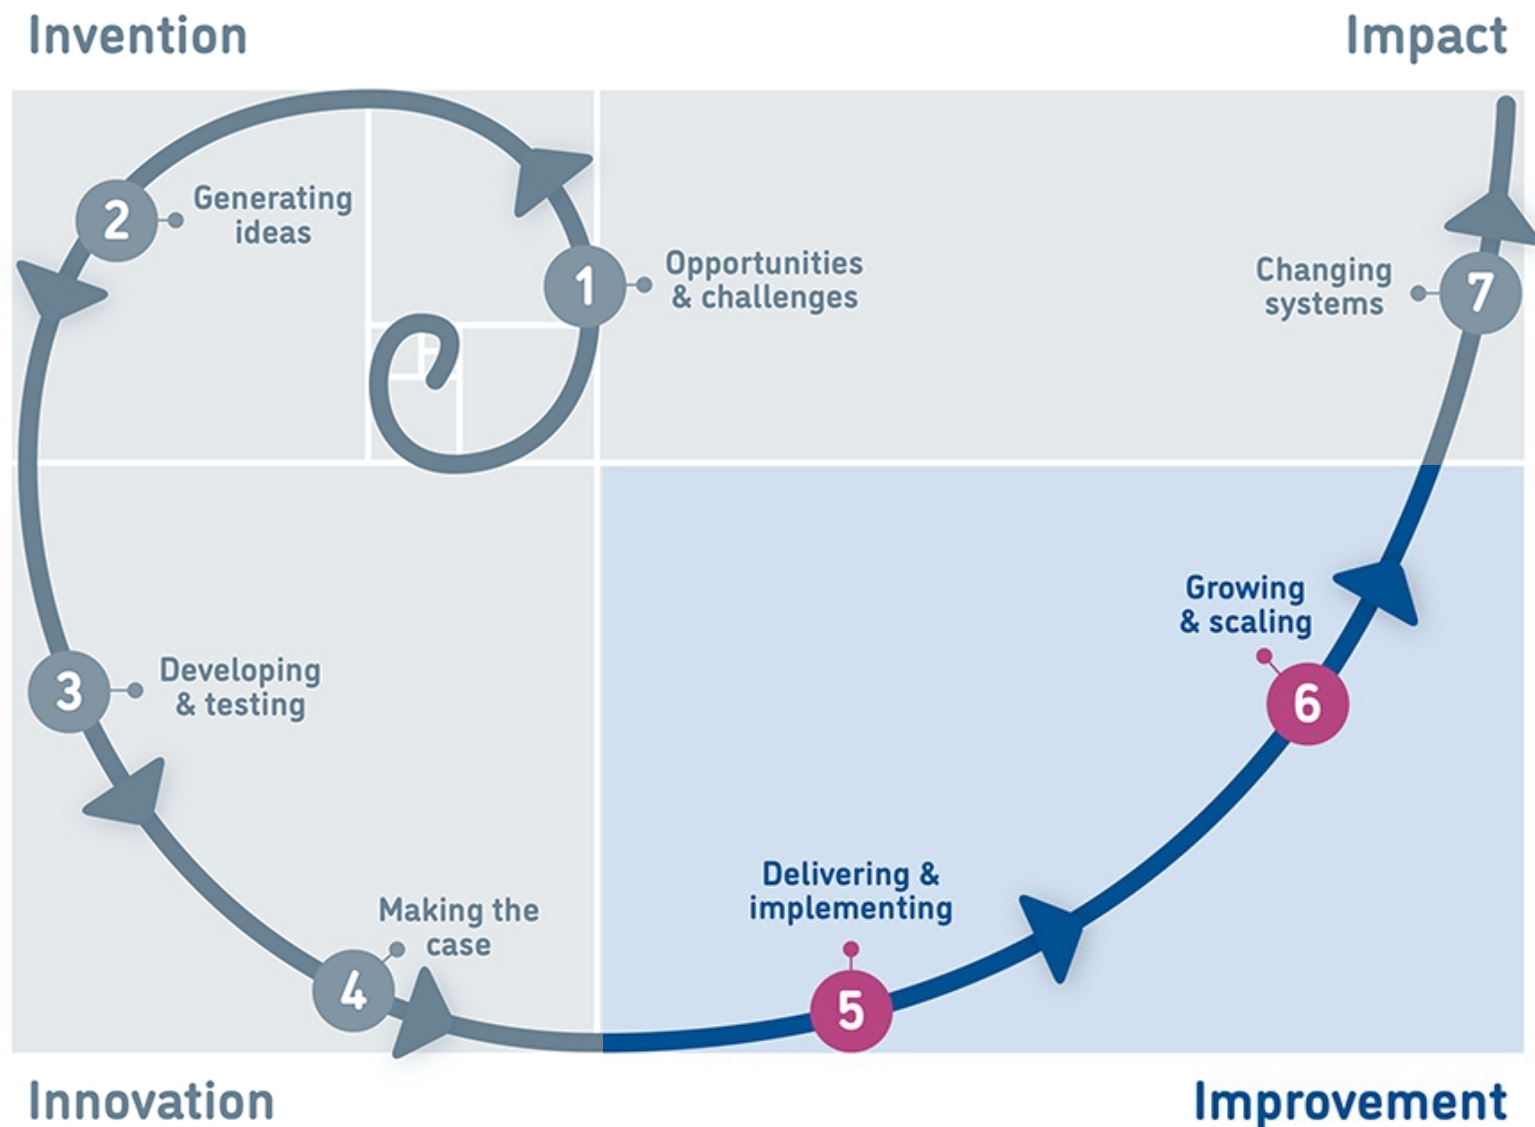 Invention
Impact
2
Generating
ideas
1
Opportunities
& challenges
Changing
systems
7
3
Developing
& testing
Growing
& scaling
6
Making the
case
4
Delivering &
implementing
5
Innovation
Improvement